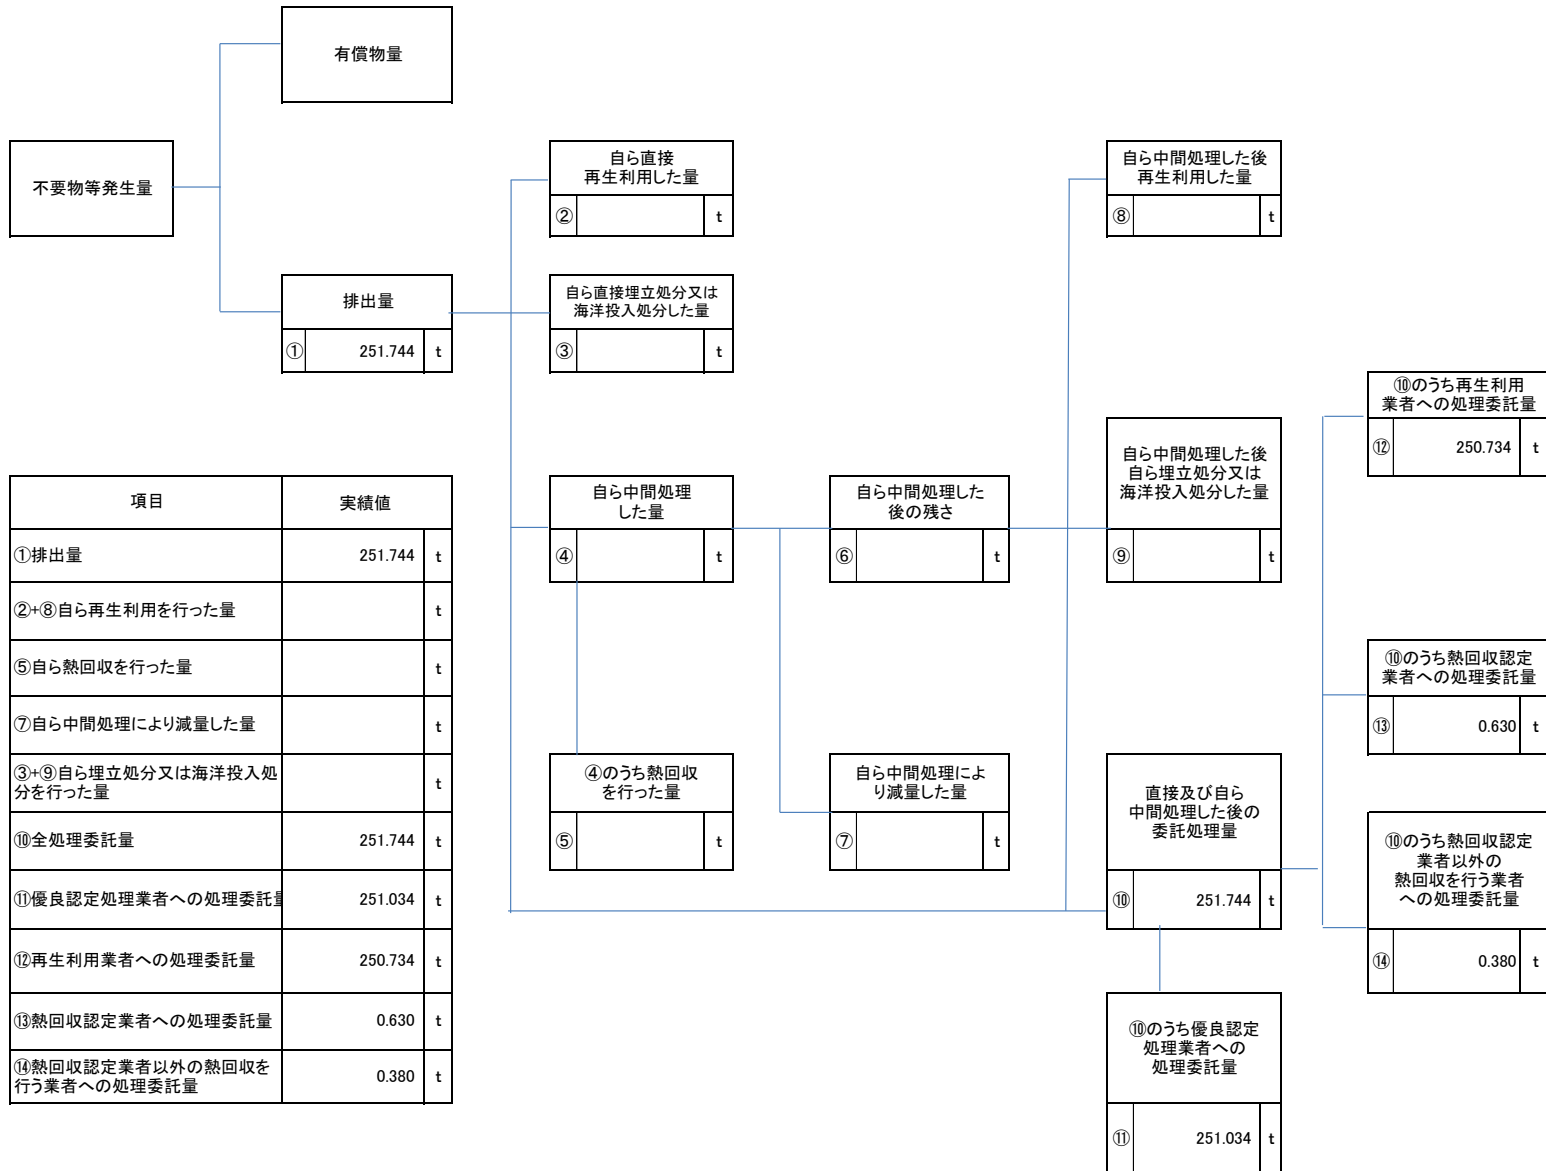 有償物量
不要物等発生量
自ら直接
再生利用した量
② t
自ら中間処理した後
再生利用した量
⑧ t
排出量
① 251.744 t
自ら直接埋立処分又は
海洋投入処分した量
③ t
⑩のうち再生利用
業者への処理委託量
⑫ 250.734 t
自ら中間処理
した量
④ t
自ら中間処理した
後の残さ
⑥ t
自ら中間処理した後
自ら埋立処分又は
海洋投入処分した量
⑨ t
⑩のうち熱回収認定
業者への処理委託量
⑬ 0.630 t
④のうち熱回収
を行った量
⑤ t
自ら中間処理によ
り減量した量
⑦ t
直接及び自ら
中間処理した後の
委託処理量
⑩ 251.744 t
⑩のうち熱回収認定
業者以外の
熱回収を行う業者
への処理委託量
⑭ 0.380 t
⑩のうち優良認定
処理業者への
処理委託量
⑪ 251.034 t
項目 実績値
①排出量 251.744 t
②+⑧自ら再生利用を行った量 t
⑤自ら熱回収を行った量 t
⑦自ら中間処理により減量した量 t
③+⑨自ら埋立処分又は海洋投入処
分を行った量 t
⑩全処理委託量 251.744 t
⑪優良認定処理業者への処理委託量 251.034 t
⑫再生利用業者への処理委託量 250.734 t
⑬熱回収認定業者への処理委託量 0.630 t
⑭熱回収認定業者以外の熱回収を
行う業者への処理委託量 0.380 t